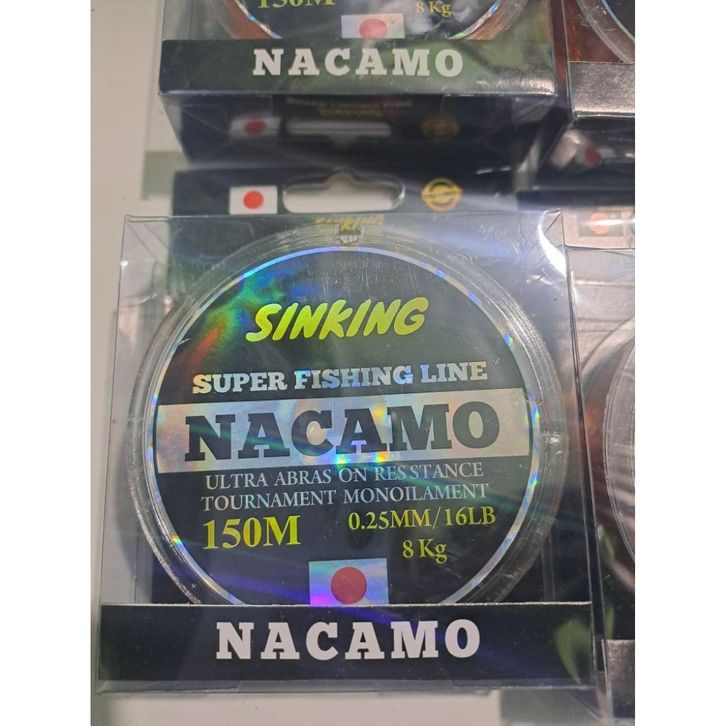 150M
8 Kg
NACAMO
SINKING
SINKING
SUPER FISHING LINE
NACAMO
ULTRA ABRAS ON RES STANCE
TOURNAMENT MONOILAMENT
150M
0.25MM/16LB
8 Kg
NACAMO